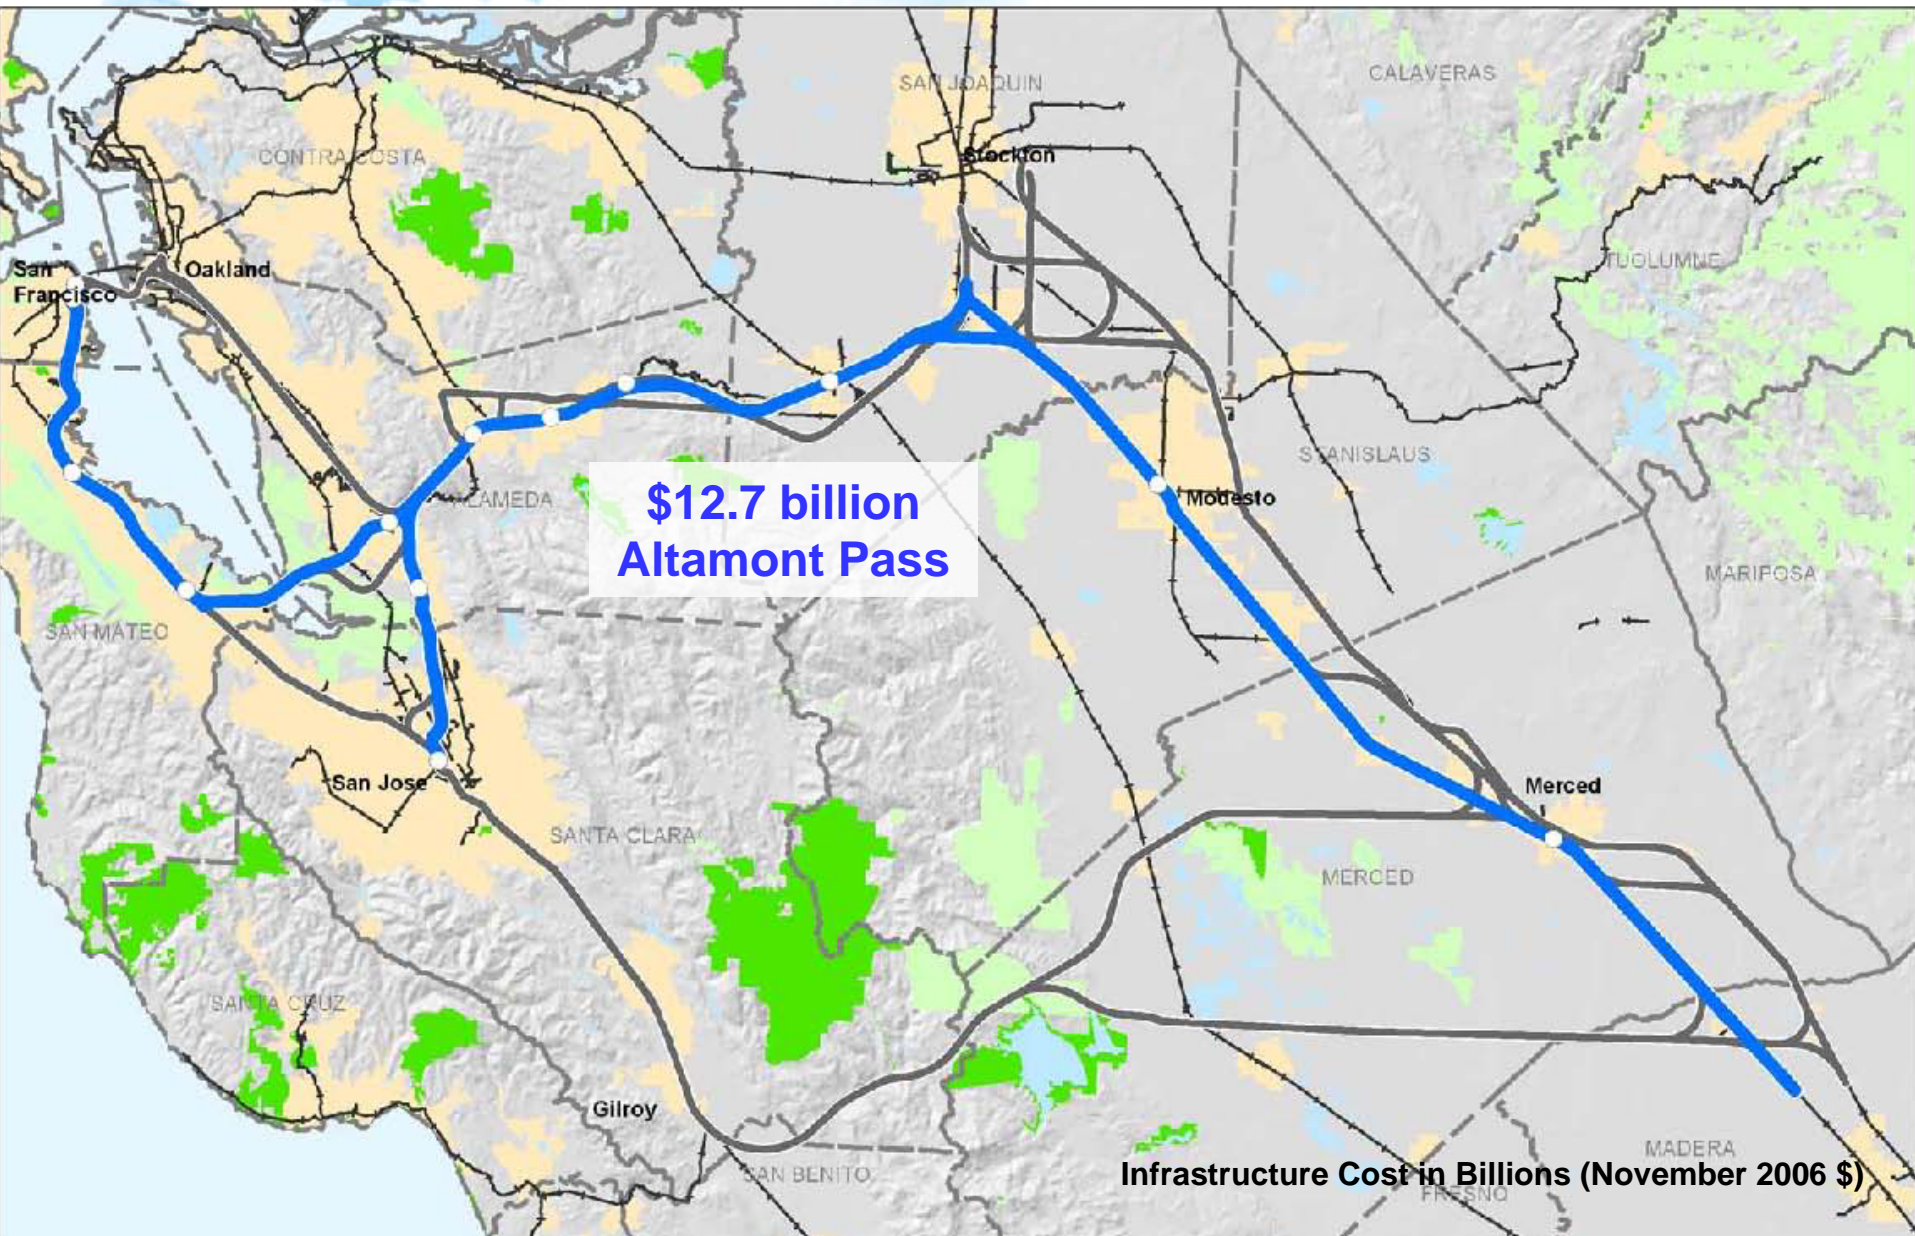 SAN JOAQUIN
CALAVERAS
CONTRA COSTA
Stockton
San
Francisco
Oakland
TUOLUMNE
STANISLAUS
ALAMEDA
$12.7 billion
Altamont Pass
Modesto
MARIPOSA
SAN MATEO
San Jose
Merced
SANTA CLARA
MERCED
SANTA CRUZ
Gilroy
SAN BENITO
MADERA
Infrastructure Cost in Billions (November 2006 $)
FRESNO